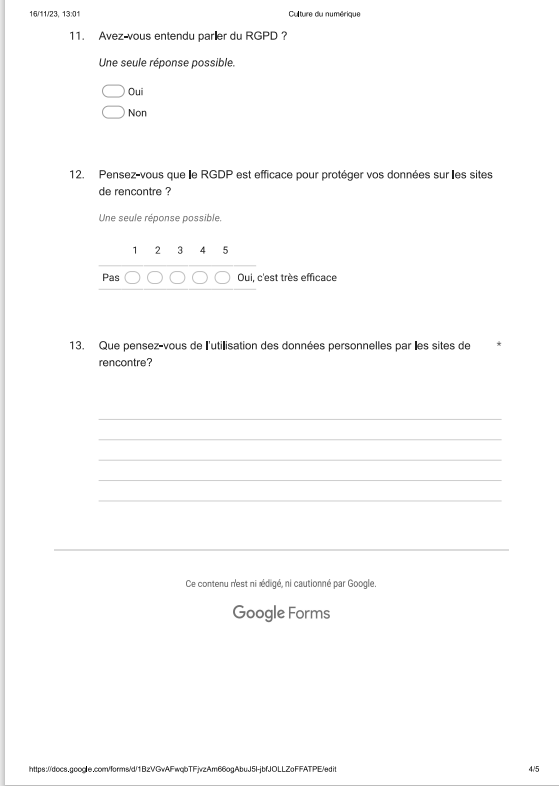 16/11/23, 13:01 Culture du numérique
11. Avez-vous entendu parler du RGPD ?
Une seule réponse possible.
Oui
Non
12. Pensez-vous que le RGDP est efficace pour protéger vos données sur les sites
de rencontre ?
Une seule réponse possible.
1 2 3 4 5
Pas Oui, c'est très efficace
13. Que pensez-vous de l'utilisation des données personnelles par les sites de *
rencontre?
Ce contenu n'est ni rédigé, ni cautionné par Google.
Google Forms
https://docs.google.com/forms/d/1BzVGvAFwqbTFjvzAm66ogAbuJ5l-jbfJOLLZoFFATPE/edit 4/5